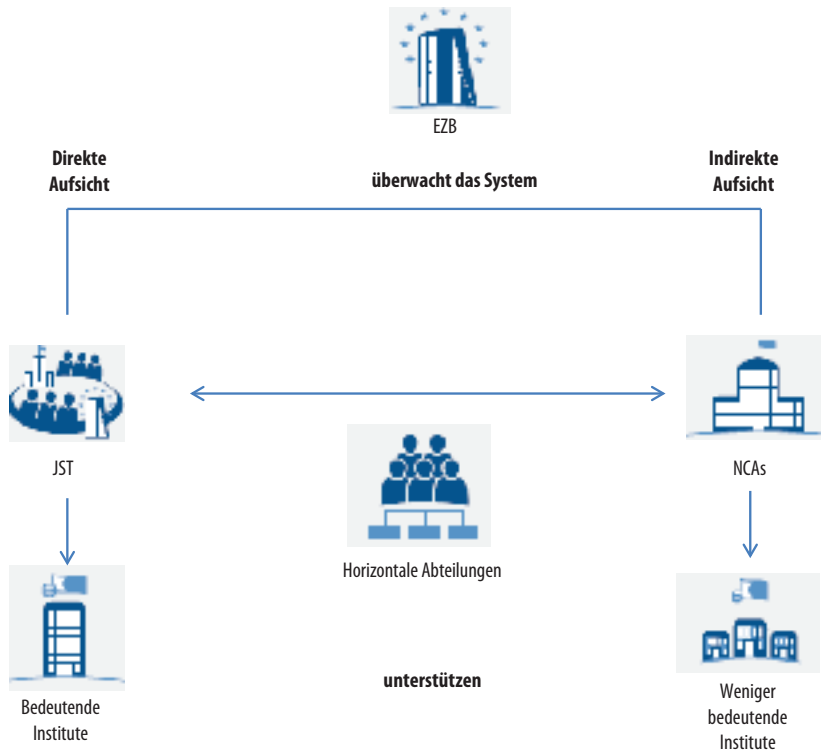 EZB
Direkte
Aufsicht
überwacht das System
Indirekte
Aufsicht
JST
NCAs
Horizontale Abteilungen
unterstützen
Bedeutende
Institute
Weniger
bedeutende
Institute